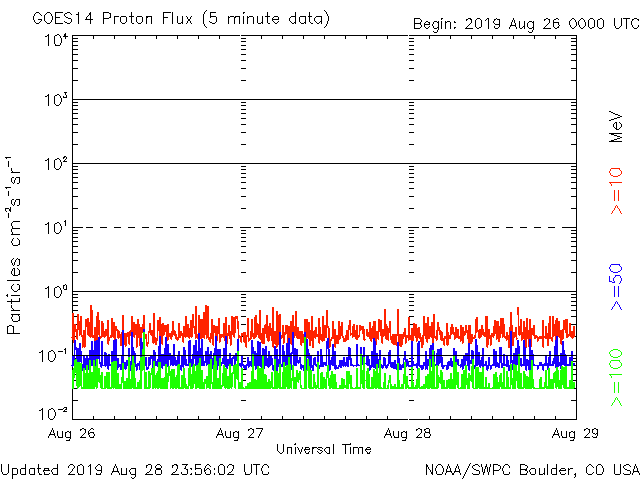 GOES14 Proton Flux (5 minute data)
Begin: 2019 Aug 26 0000 UTC
Particles cm⁻²s⁻¹sr⁻¹
10⁴
10³
10²
10¹
10⁰
10⁻¹
10⁻²
MeV
>=10
>=50
>=100
Aug 26 Aug 27 Aug 28 Aug 29
Universal Time
Updated 2019 Aug 28 23:56:02 UTC
NOAA/SWPC Boulder, CO USA